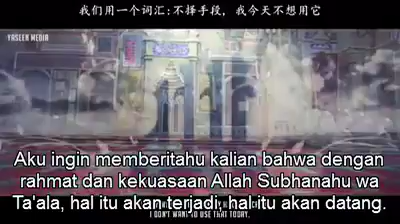 我们用一个词汇:不择手段，我今天不想用它
YASEEN MEDIA
Aku ingin memberitahu kalian bahwa dengan
rahmat dan kekuasaan Allah Subhanahu wa
Ta'ala, hal itu akan terjadi, hal itu akan datang.
I DON'T WANT TO USE THAT TODAY.